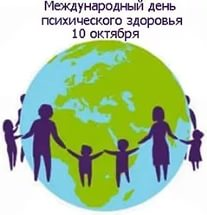 Международный день
психического здоровья
10 октября